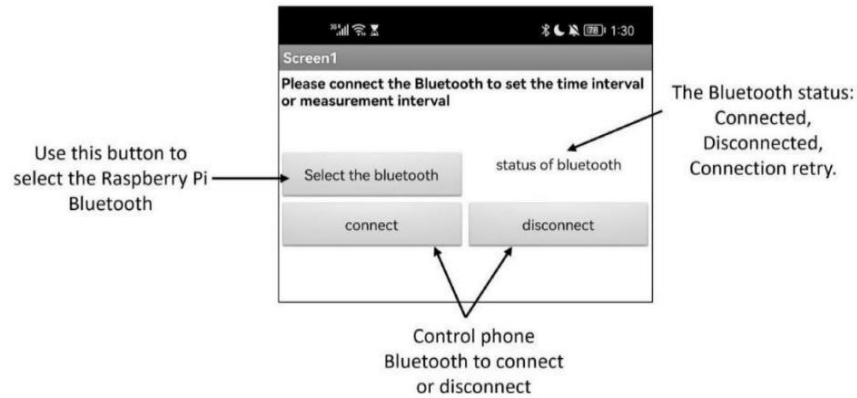 1:30
Screen1
Please connect the Bluetooth to set the time interval
or measurement interval
The Bluetooth status:
Connected,
Disconnected,
Connection retry.
Use this button to
select the Raspberry Pi
Bluetooth
Select the bluetooth
status of bluetooth
connect
disconnect
Control phone
Bluetooth to connect
or disconnect